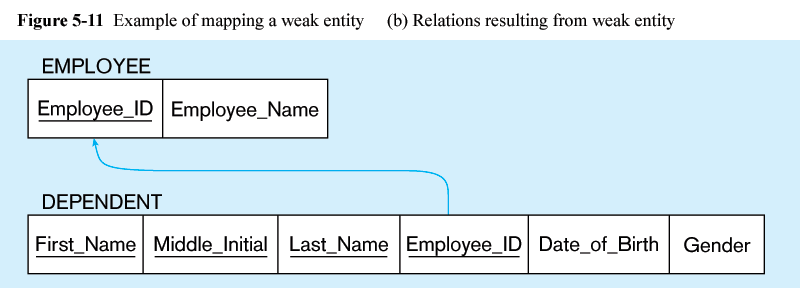 Figure 5-11 Example of mapping a weak entity (b) Relations resulting from weak entity
EMPLOYEE
Employee_ID Employee_Name
DEPENDENT
First_Name Middle_Initial Last_Name Employee_ID Date_of_Birth Gender